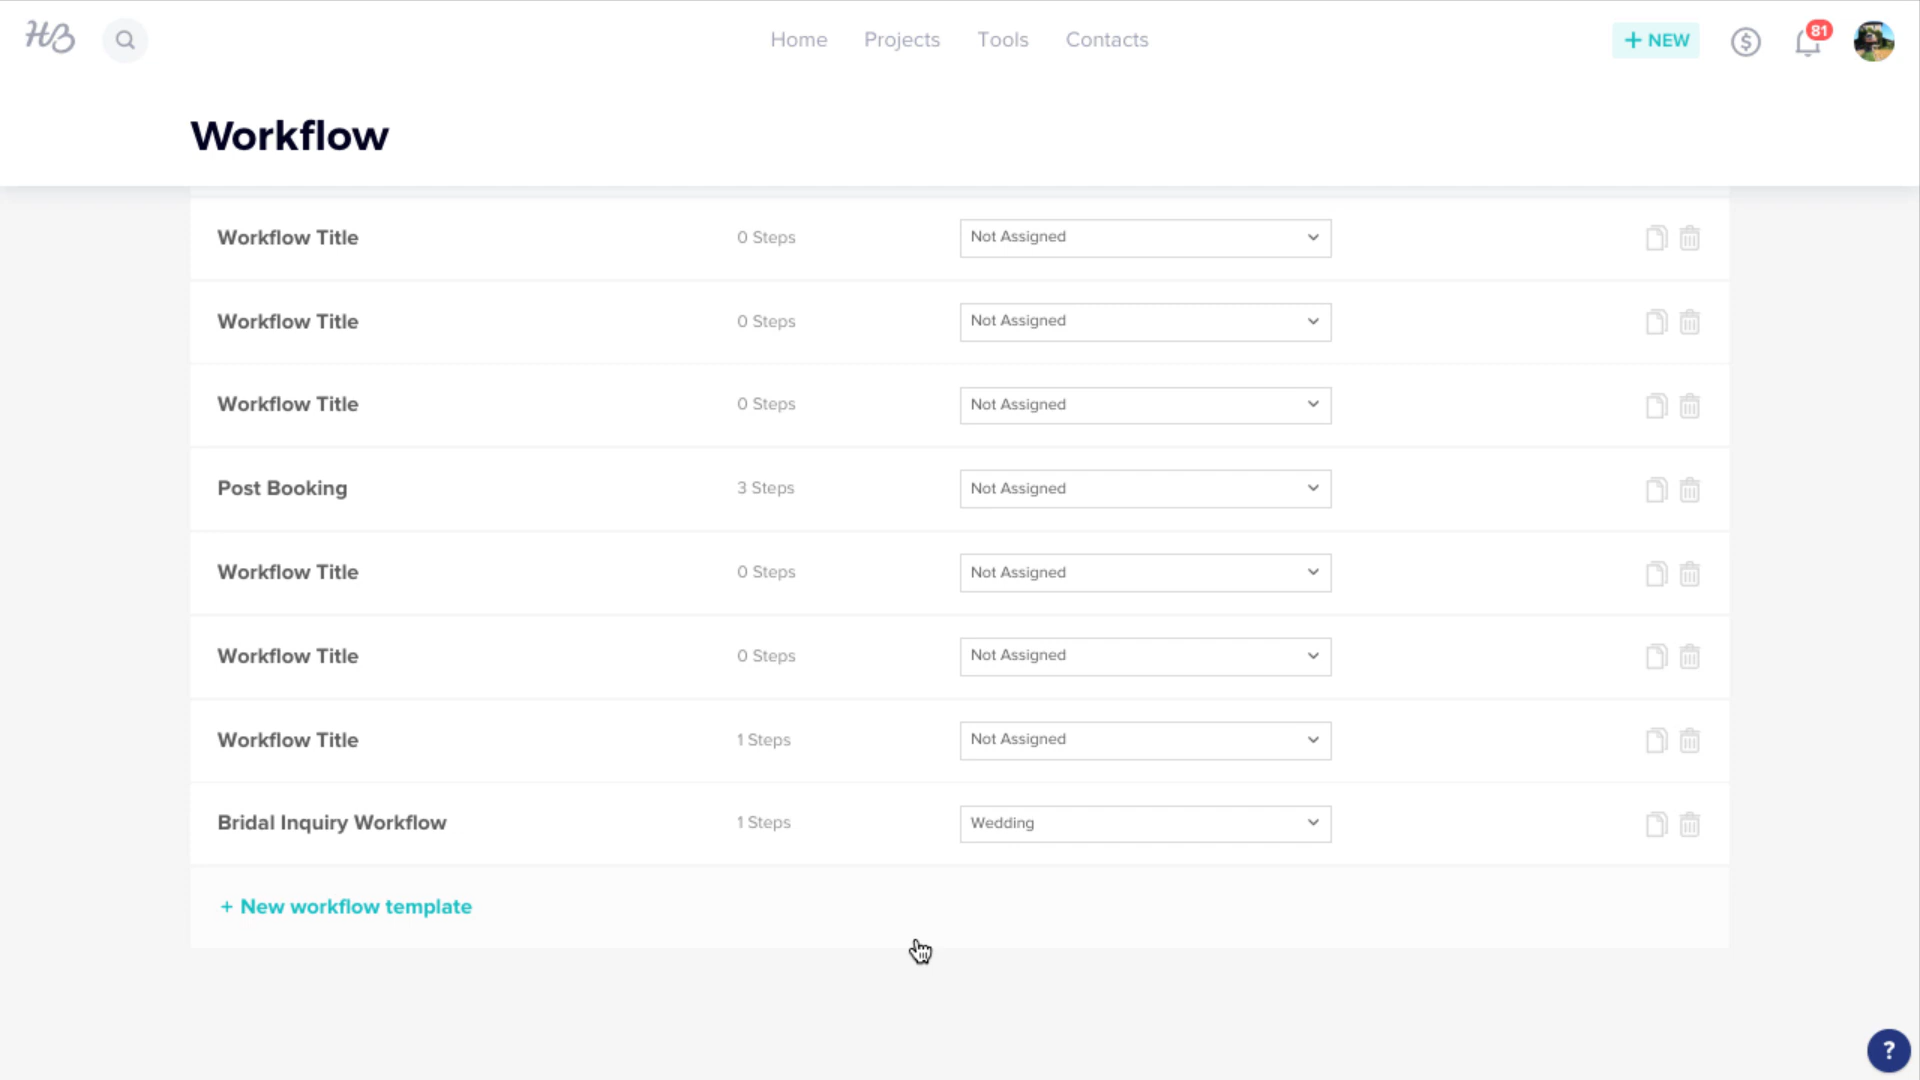 HB
Home Projects Tools Contacts
+ NEW
81
Workflow
Workflow Title 0 Steps Not Assigned
Workflow Title 0 Steps Not Assigned
Workflow Title 0 Steps Not Assigned
Post Booking 3 Steps Not Assigned
Workflow Title 0 Steps Not Assigned
Workflow Title 0 Steps Not Assigned
Workflow Title 1 Steps Not Assigned
Bridal Inquiry Workflow 1 Steps Wedding
+ New workflow template
?